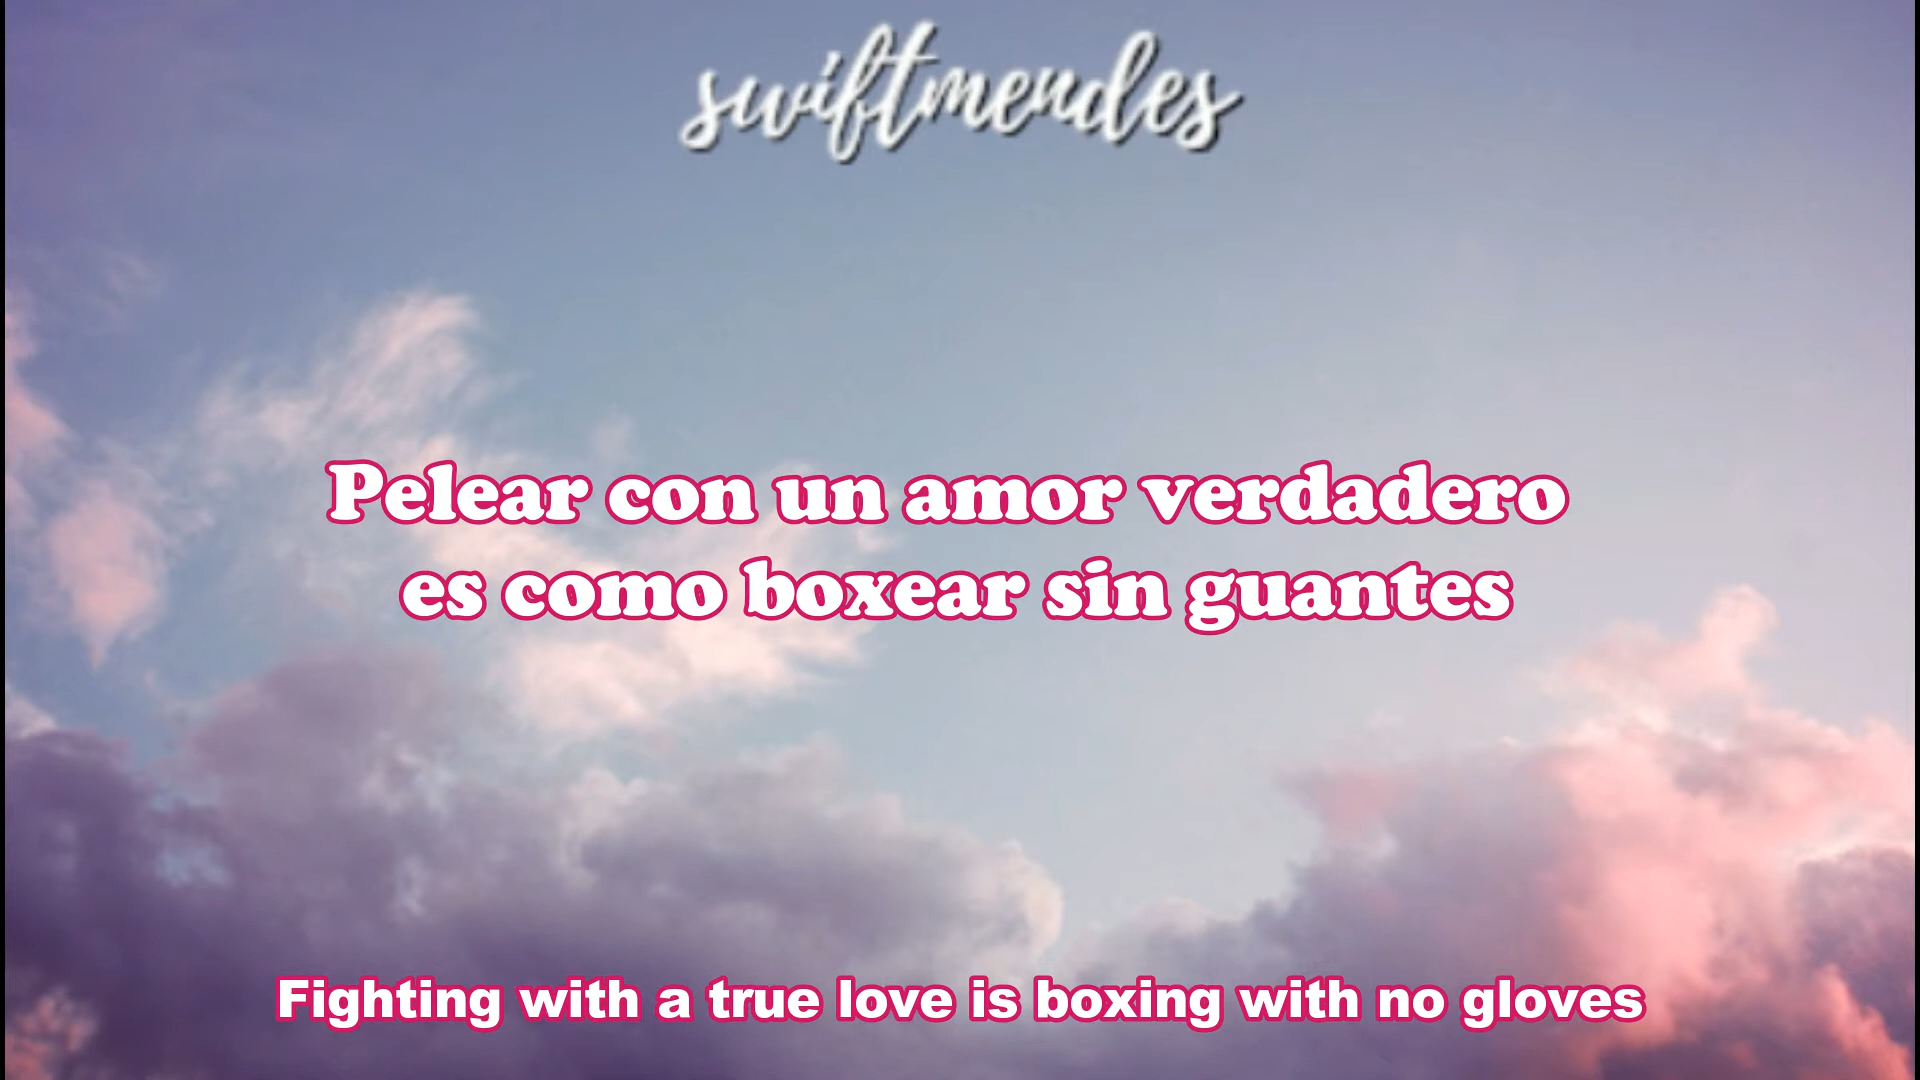 swiftmendes
Pelear con un amor verdadero
es como boxear sin guantes
Fighting with a true love is boxing with no gloves